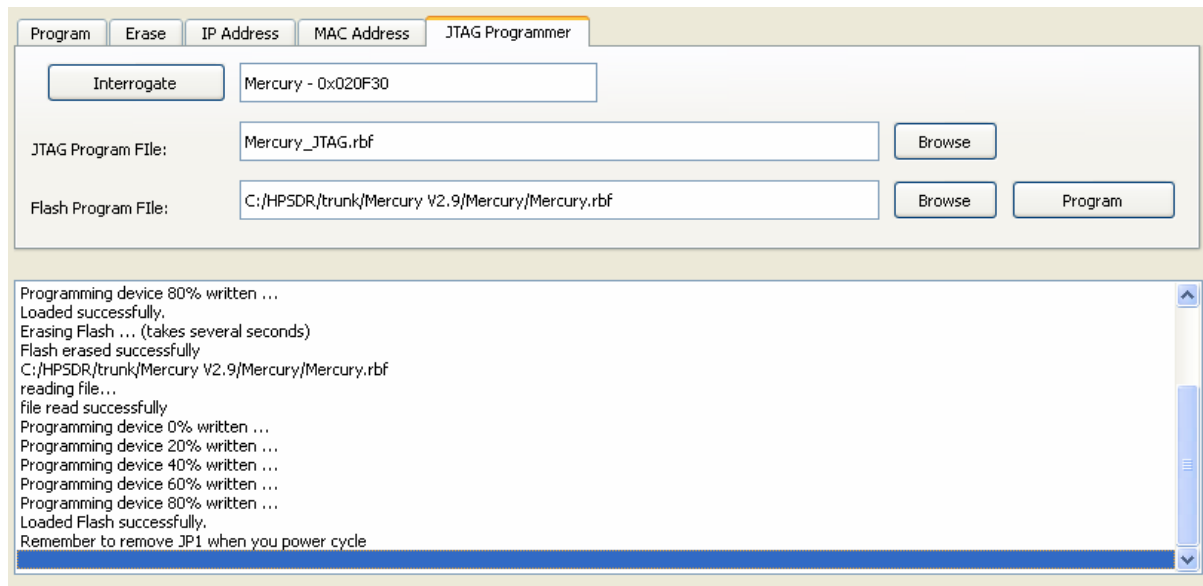 Program Erase IP Address MAC Address JTAG Programmer
Interrogate Mercury - 0x020F30
JTAG Program FIle: Mercury_JTAG.rbf Browse
Flash Program FIle: C:/HPSDR/trunk/Mercury V2.9/Mercury/Mercury.rbf Browse Program
Programming device 80% written ...
Loaded successfully.
Erasing Flash ... (takes several seconds)
Flash erased successfully
C:/HPSDR/trunk/Mercury V2.9/Mercury/Mercury.rbf
reading file...
file read successfully
Programming device 0% written ...
Programming device 20% written ...
Programming device 40% written ...
Programming device 60% written ...
Programming device 80% written ...
Loaded Flash successfully.
Remember to remove JP1 when you power cycle